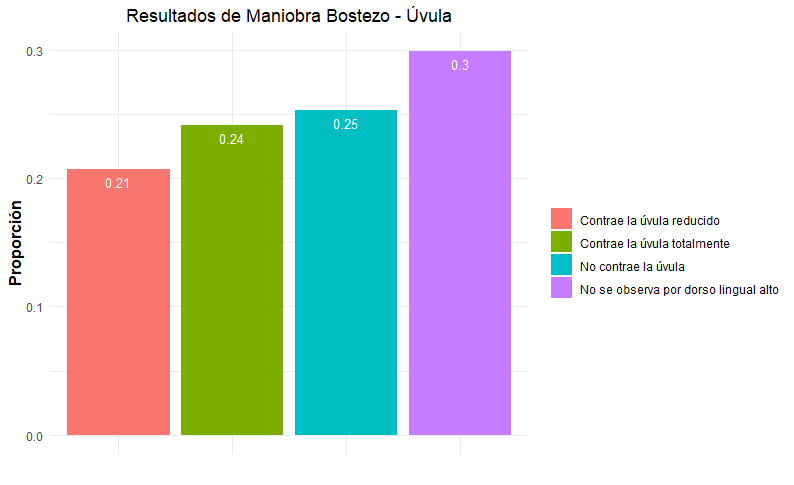 Resultados de Maniobra Bostezo - Úvula
0.3
0.2
0.1
0.0
Proporción
0.21
0.24
0.25
0.3
Contrae la úvula reducido
Contrae la úvula totalmente
No contrae la úvula
No se observa por dorso lingual alto